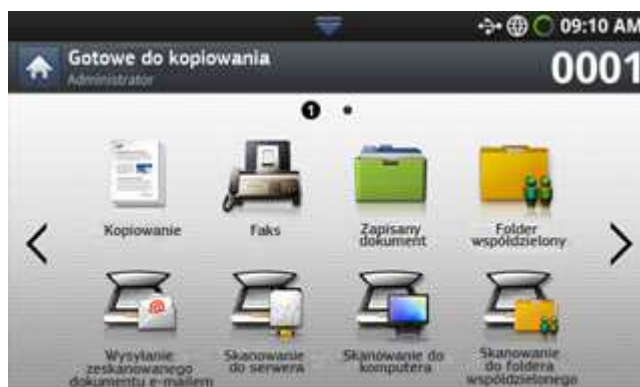 09:10 AM
Gotowe do kopiowania
Administrator
0001
1
Kopiowanie
Faks
Zapisany
dokument
Folder
współdzielony
Wysyłanie
zeskanowanego
dokumentu e-mailem
Skanowanie
do serwera
Skanowanie do
komputera
Skanowanie
do foldera
współdzielonego